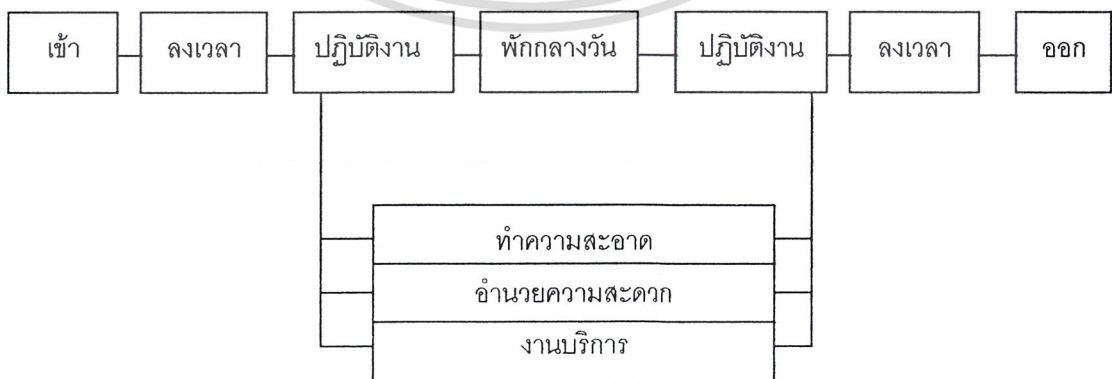 เข้า ลงเวลา ปฏิบัติงาน พักกลางวัน ปฏิบัติงาน ลงเวลา ออก
ทำความสะอาด
อำนวยความสะดวก
งานบริการ